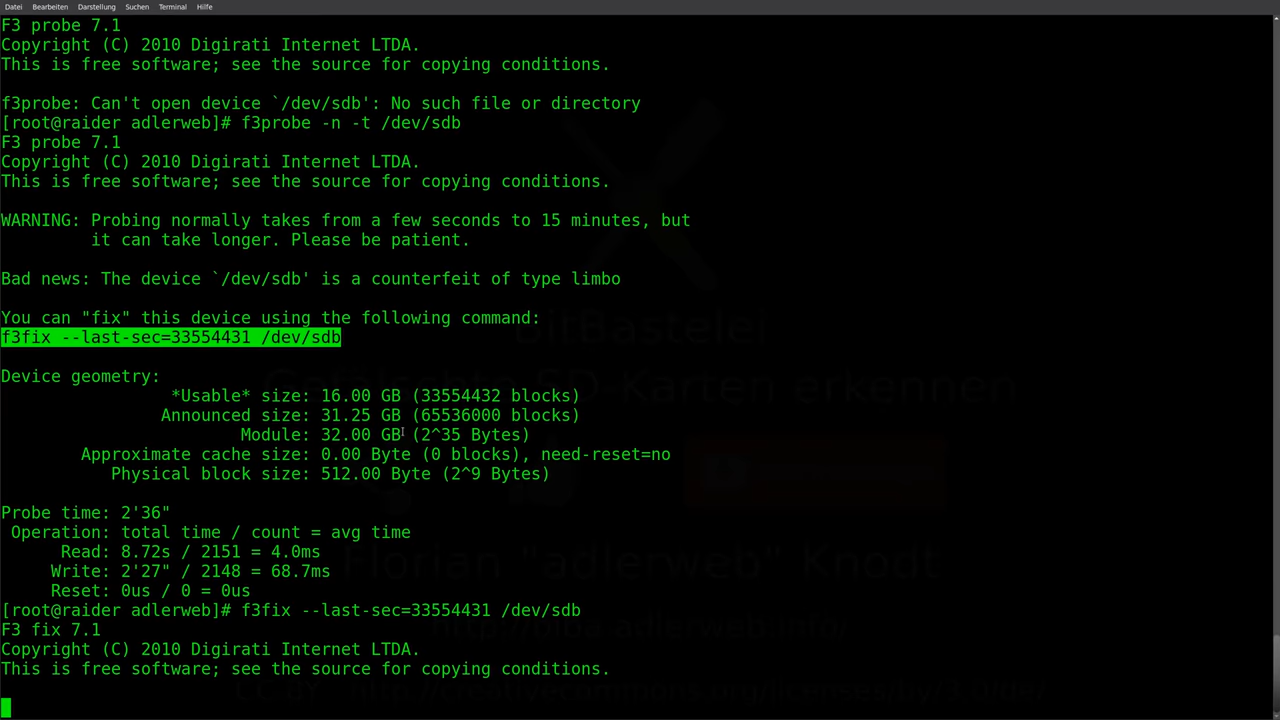 Datei Bearbeiten Darstellung Suchen Terminal Hilfe
F3 probe 7.1
Copyright (C) 2010 Digirati Internet LTDA.
This is free software; see the source for copying conditions.
f3probe: Can't open device `/dev/sdb': No such file or directory
[root@raider adlerweb]# f3probe -n -t /dev/sdb
F3 probe 7.1
Copyright (C) 2010 Digirati Internet LTDA.
This is free software; see the source for copying conditions.
WARNING: Probing normally takes from a few seconds to 15 minutes, but
it can take longer. Please be patient.
Bad news: The device `/dev/sdb' is a counterfeit of type limbo
You can "fix" this device using the following command:
f3fix --last-sec=33554431 /dev/sdb
Device geometry:
*Usable* size: 16.00 GB (33554432 blocks)
Announced size: 31.25 GB (65536000 blocks)
Module: 32.00 GB (2^35 Bytes)
Approximate cache size: 0.00 Byte (0 blocks), need-reset=no
Physical block size: 512.00 Byte (2^9 Bytes)
Probe time: 2'36"
Operation: total time / count = avg time
Read: 8.72s / 2151 = 4.0ms
Write: 2'27" / 2148 = 68.7ms
Reset: 0us / 0 = 0us
[root@raider adlerweb]# f3fix --last-sec=33554431 /dev/sdb
F3 fix 7.1
Copyright (C) 2010 Digirati Internet LTDA.
This is free software; see the source for copying conditions.
SD-Karten erkennen
Florian "adlerweb" Knodt